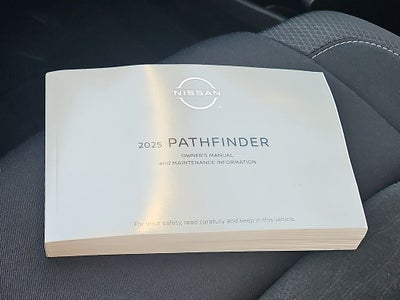 NISSAN
2025 PATHFINDER
OWNER'S MANUAL
and MAINTENANCE INFORMATION
For your safety, read carefully and keep in this vehicle.